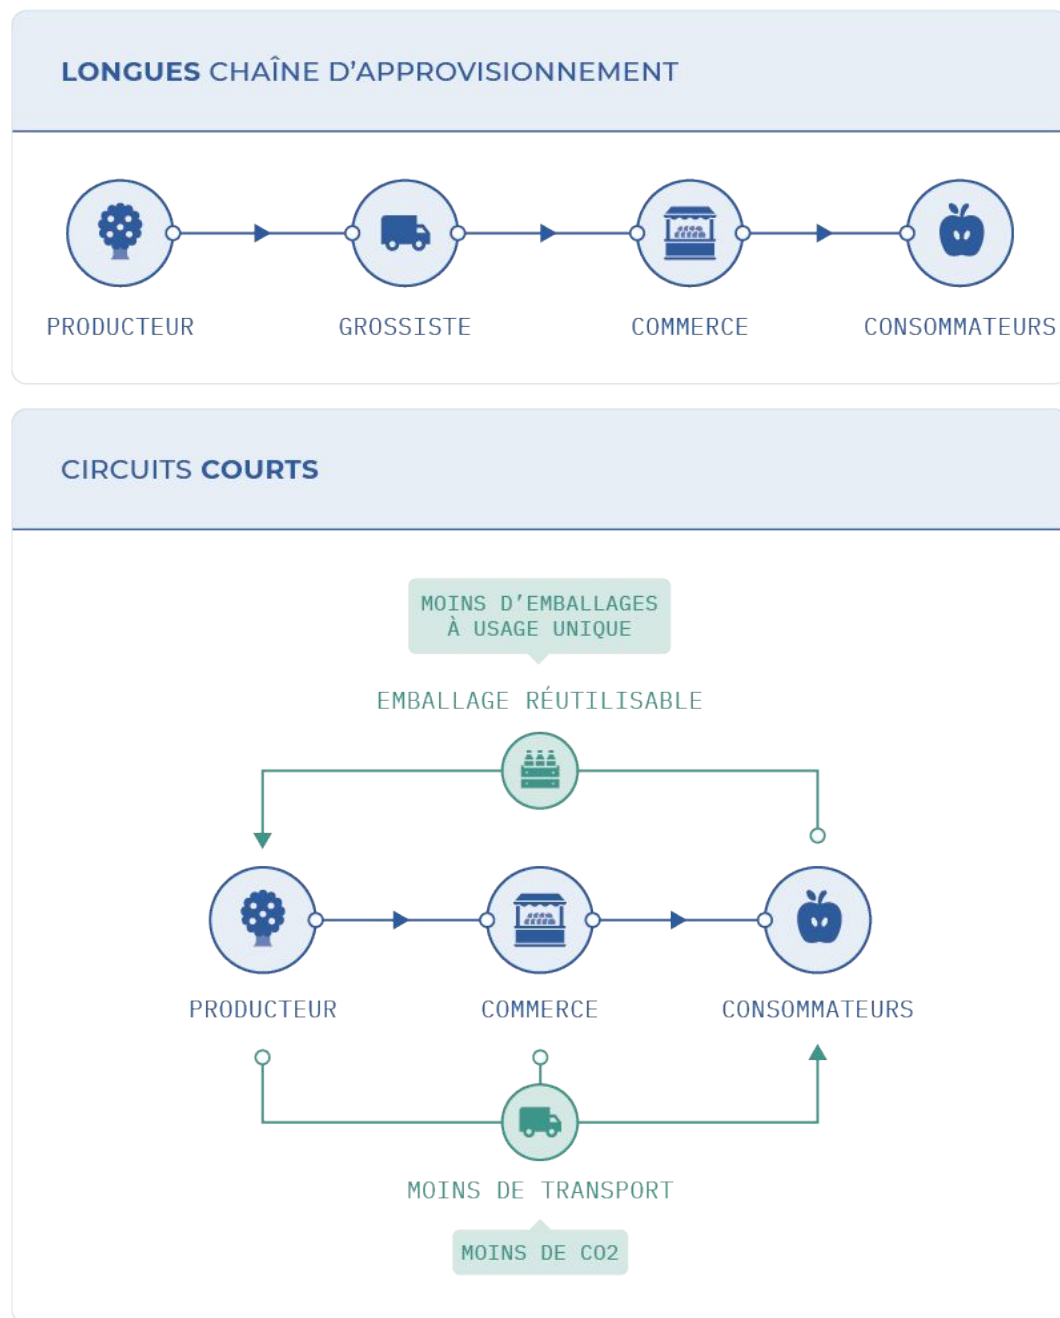 LONGUES CHAÎNE D’APPROVISIONNEMENT
PRODUCTEUR
GROSSISTE
COMMERCE
CONSOMMATEURS
CIRCUITS COURTS
MOINS D’EMBALLAGES
À USAGE UNIQUE
EMBALLAGE RÉUTILISABLE
PRODUCTEUR
COMMERCE
CONSOMMATEURS
MOINS DE TRANSPORT
MOINS DE CO2